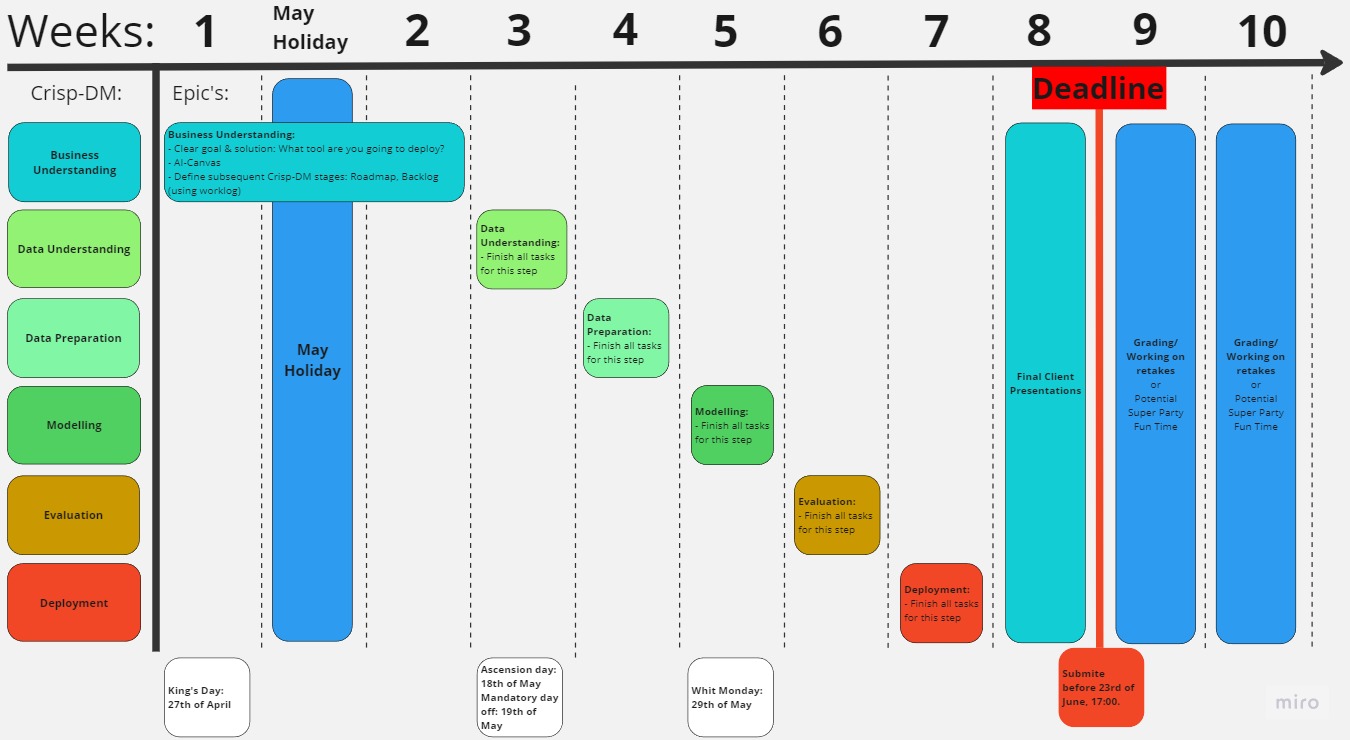 Weeks:
1
May
Holiday
2
3
4
5
6
7
8
9
10
Crisp-DM:
Epic's:
Deadline
Business
Understanding
Business Understanding:
- Clear goal & solution: What tool are you going to deploy?
- AI-Canvas
- Define subsequent Crisp-DM stages: Roadmap, Backlog
(using worklog)
Data Understanding
Data
Understanding:
- Finish all tasks
for this step
Data Preparation
Data
Preparation:
- Finish all tasks
for this step
May
Holiday
Final Client
Presentations
Grading/
Working on
retakes
or
Potential
Super Party
Fun Time
Grading/
Working on
retakes
or
Potential
Super Party
Fun Time
Modelling
Modelling:
- Finish all tasks
for this step
Evaluation
Evaluation:
- Finish all tasks
for this step
Deployment
Deployment:
- Finish all tasks
for this step
King's Day:
27th of April
Ascension day:
18th of May
Mandatory day
off: 19th of
May
Whit Monday:
29th of May
Submite
before 23rd of
June, 17:00.
miro